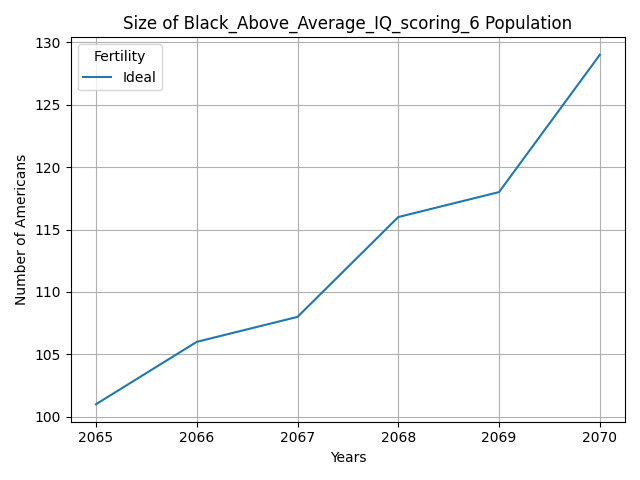 Size of Black_Above_Average_IQ_scoring_6 Population
Fertility
Ideal
Number of Americans
130
125
120
115
110
105
100
2065 2066 2067 2068 2069 2070
Years